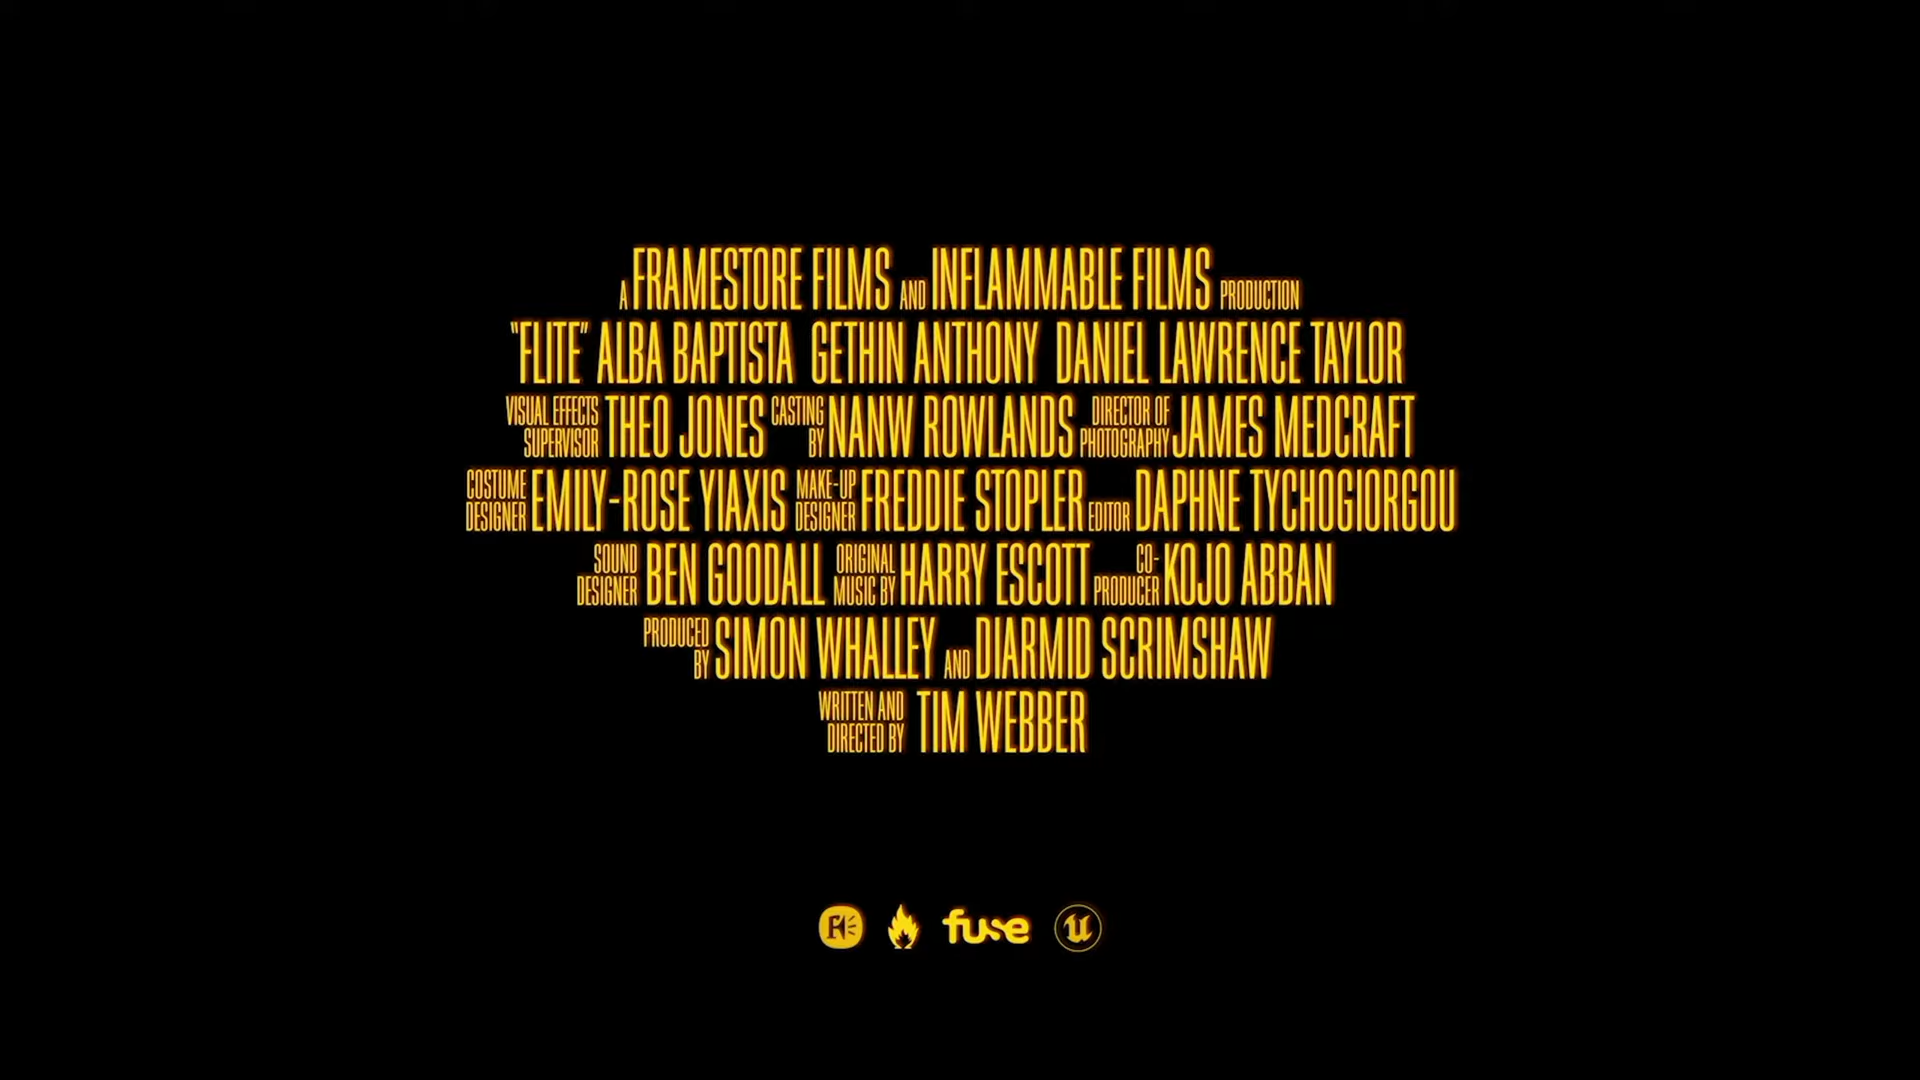 A FRAMESTORE FILMS AND INFLAMMABLE FILMS PRODUCTION
"FLITE" ALBA BAPTISTA GETHIN ANTHONY DANIEL LAWRENCE TAYLOR
VISUAL EFFECTS SUPERVISOR THEO JONES CASTING BY NANW ROWLANDS DIRECTOR OF PHOTOGRAPHY JAMES MEDCRAFT
COSTUME DESIGNER EMILY-ROSE YIAXIS MAKE-UP DESIGNER FREDDIE STOPLER EDITOR DAPHNE TYCHOGIORGOU
SOUND DESIGNER BEN GOODALL ORIGINAL MUSIC BY HARRY ESCOTT CO-PRODUCER KOJO ABBAN
PRODUCED BY SIMON WHALLEY AND DIARMID SCRIMSHAW
WRITTEN AND DIRECTED BY TIM WEBBER
F fuse U